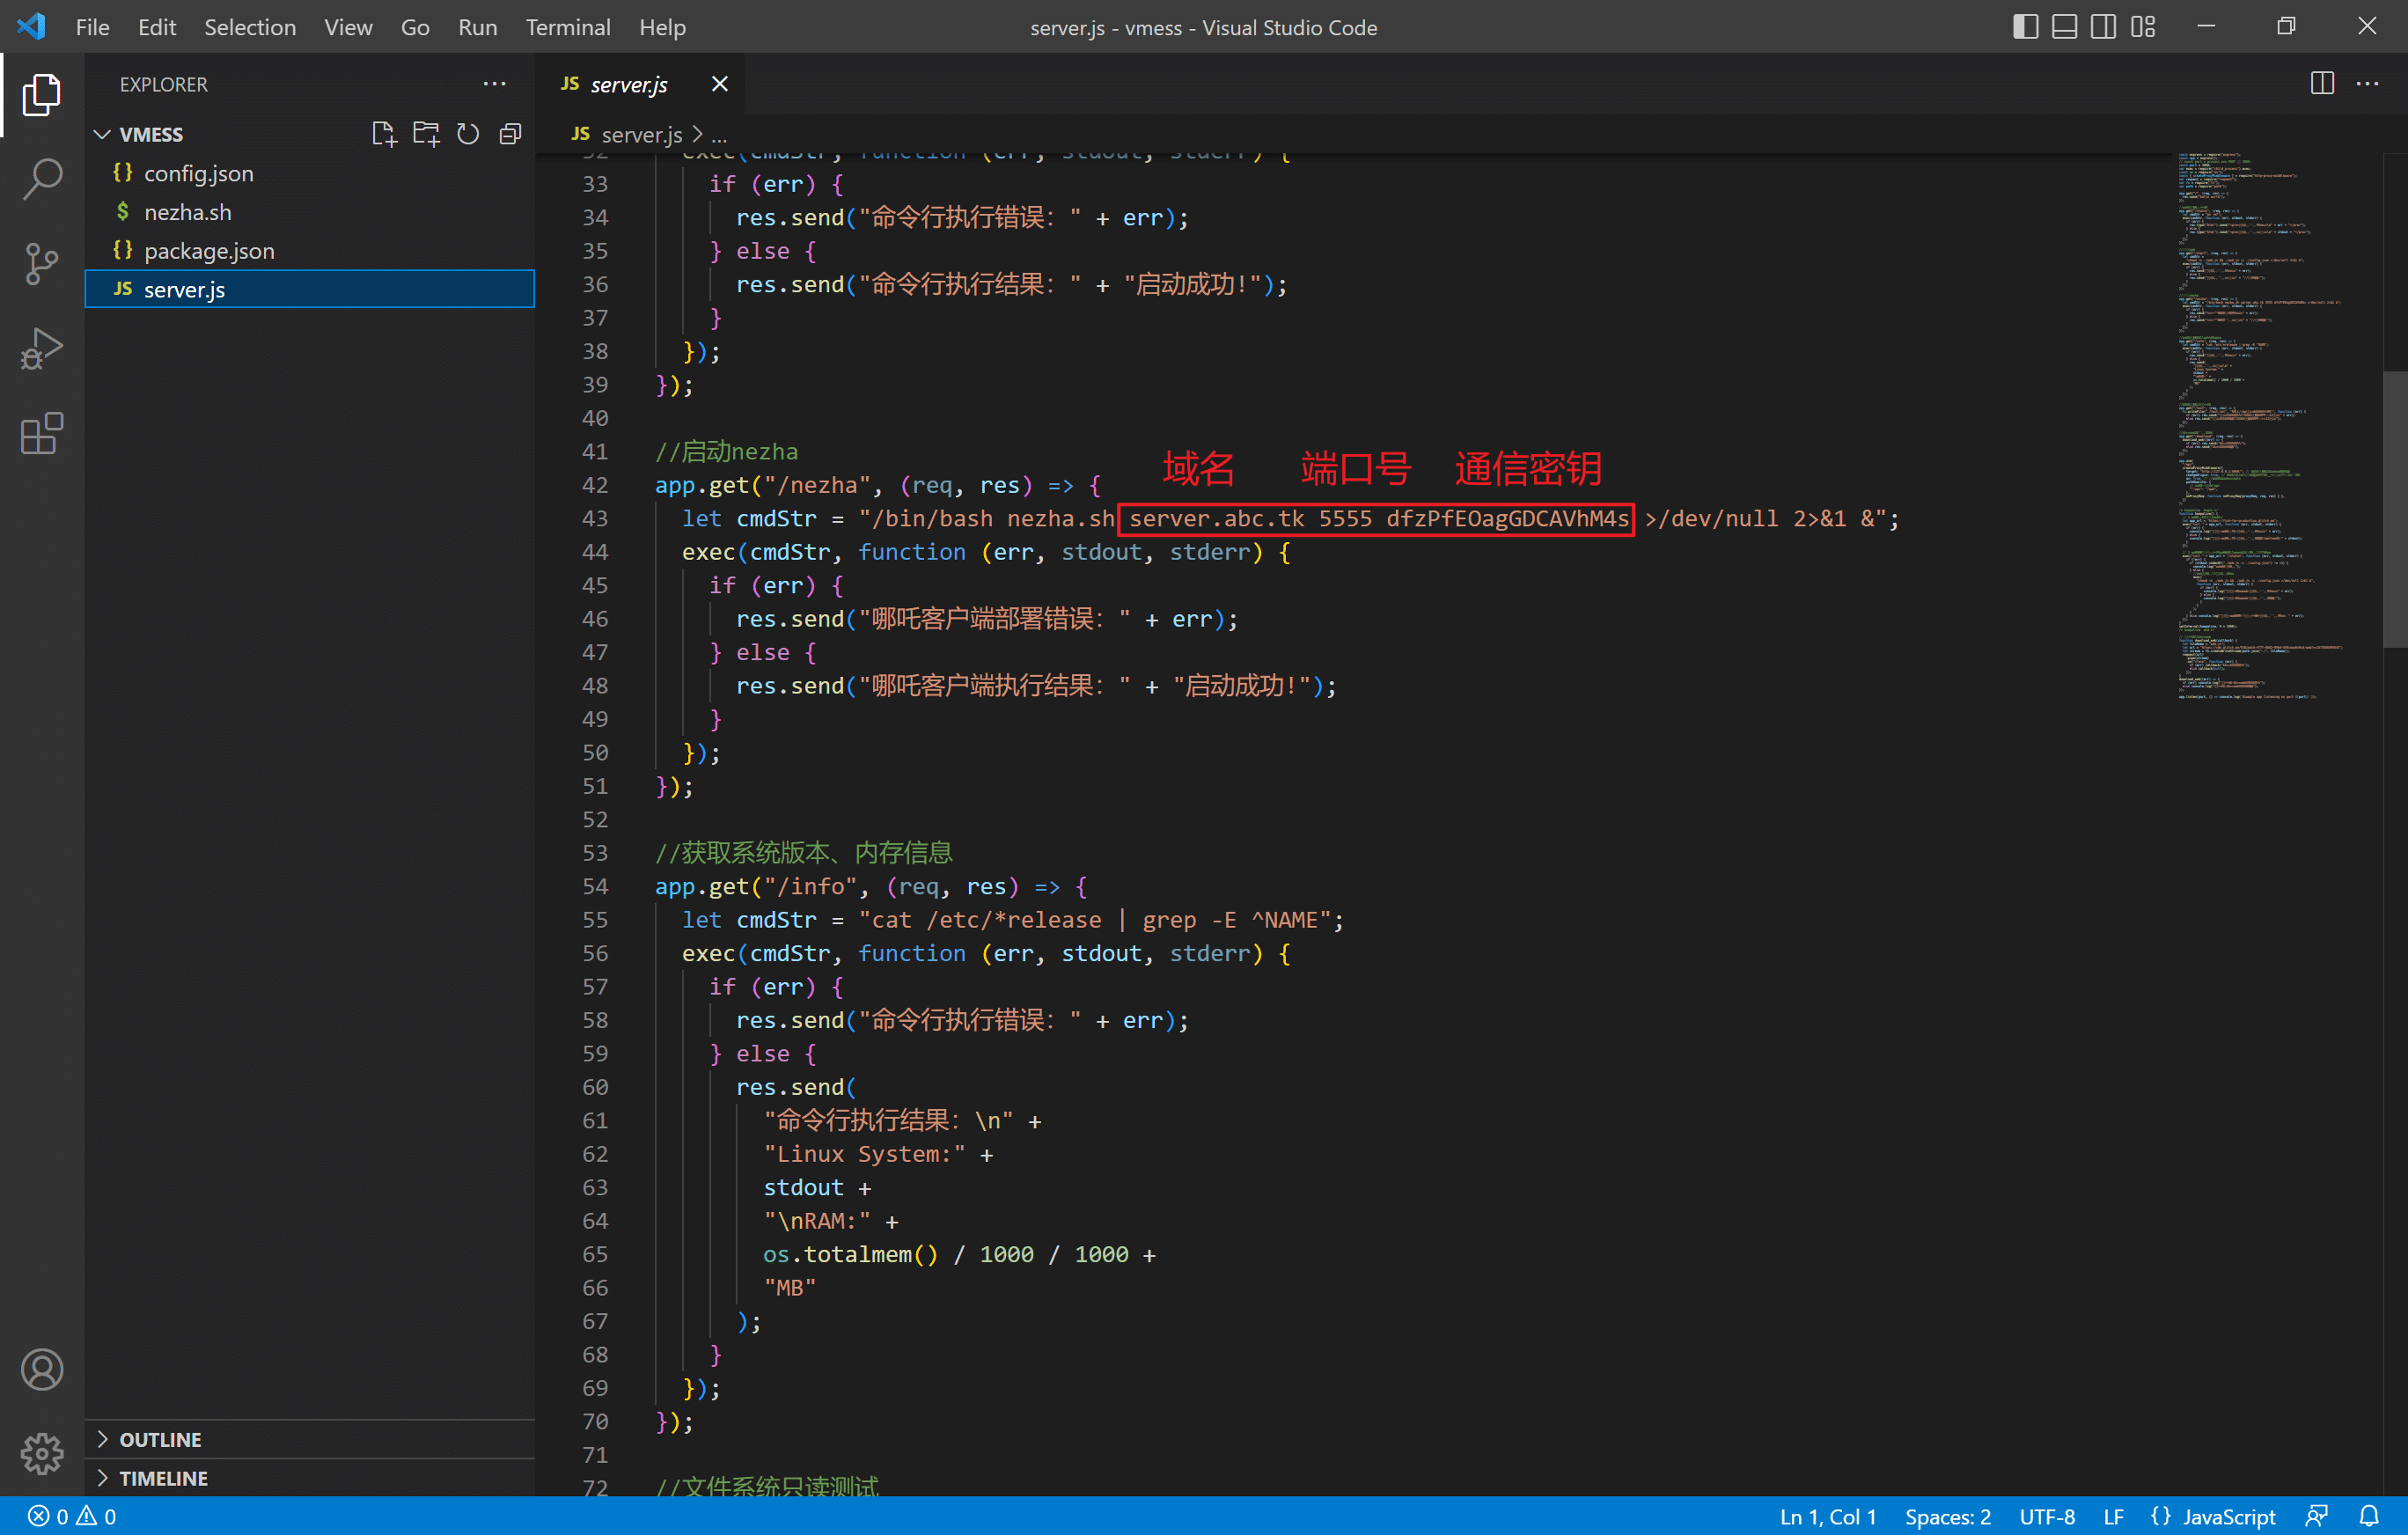 File Edit Selection View Go Run Terminal Help
server.js - vmess - Visual Studio Code
EXPLORER
VMESS
config.json
nezha.sh
package.json
server.js
OUTLINE
TIMELINE
JS server.js
JS server.js > ...
32 exec(cmdStr, function (err, stdout, stderr) {
33 if (err) {
34 res.send("命令行执行错误：" + err);
35 } else {
36 res.send("命令行执行结果：" + "启动成功!");
37 }
38 });
39 });
40
41 //启动nezha
域名 端口号 通信密钥
42 app.get("/nezha", (req, res) => {
43 let cmdStr = "/bin/bash nezha.sh server.abc.tk 5555 dfzPfEOagGDCAVhM4s >/dev/null 2>&1 &";
44 exec(cmdStr, function (err, stdout, stderr) {
45 if (err) {
46 res.send("哪吒客户端部署错误：" + err);
47 } else {
48 res.send("哪吒客户端执行结果：" + "启动成功!");
49 }
50 });
51 });
52
53 //获取系统版本、内存信息
54 app.get("/info", (req, res) => {
55 let cmdStr = "cat /etc/*release | grep -E ^NAME";
56 exec(cmdStr, function (err, stdout, stderr) {
57 if (err) {
58 res.send("命令行执行错误：" + err);
59 } else {
60 res.send(
61 "命令行执行结果：\n" +
62 "Linux System:" +
63 stdout +
64 "\nRAM:" +
65 os.totalmem() / 1000 / 1000 +
66 "MB"
67 );
68 }
69 });
70 });
71
72 //文件系统只读测试
0 0
Ln 1, Col 1 Spaces: 2 UTF-8 LF {} JavaScript